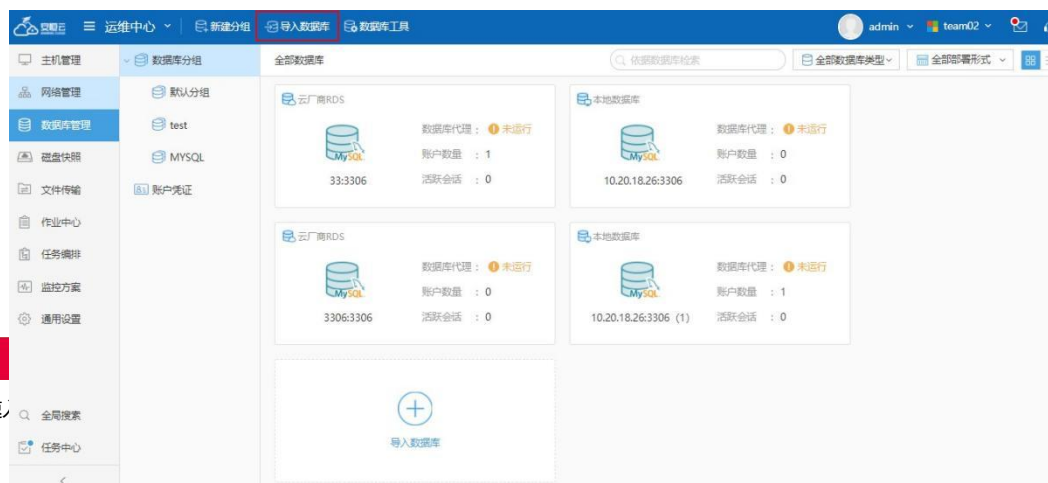 运维中心 新建分组 导入数据库 数据库工具 admin team02
主机管理
网络管理
数据库管理
磁盘快照
文件传输
作业中心
任务编排
监控方案
通用设置
全局搜索
任务中心
数据库分组
默认分组
test
MYSQL
账户凭证
全部数据库 依据数据库检索 全部数据库类型 全部部署形式
云厂商RDS
MySQL
33:3306
数据库代理： 未运行
账户数量 ：1
活跃会话 ：0
本地数据库
MySQL
10.20.18.26:3306
数据库代理： 未运行
账户数量 ：0
活跃会话 ：0
云厂商RDS
MySQL
3306:3306
数据库代理： 未运行
账户数量 ：0
活跃会话 ：0
本地数据库
MySQL
10.20.18.26:3306 (1)
数据库代理： 未运行
账户数量 ：1
活跃会话 ：0
导入数据库